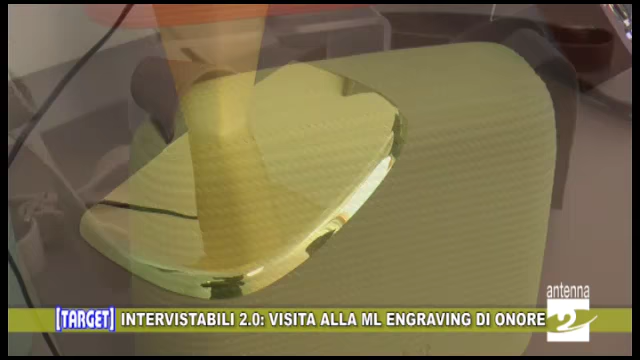 [TARGET] INTERVISTABILI 2.0: VISITA ALLA ML ENGRAVING DI ONORE
antenna
2